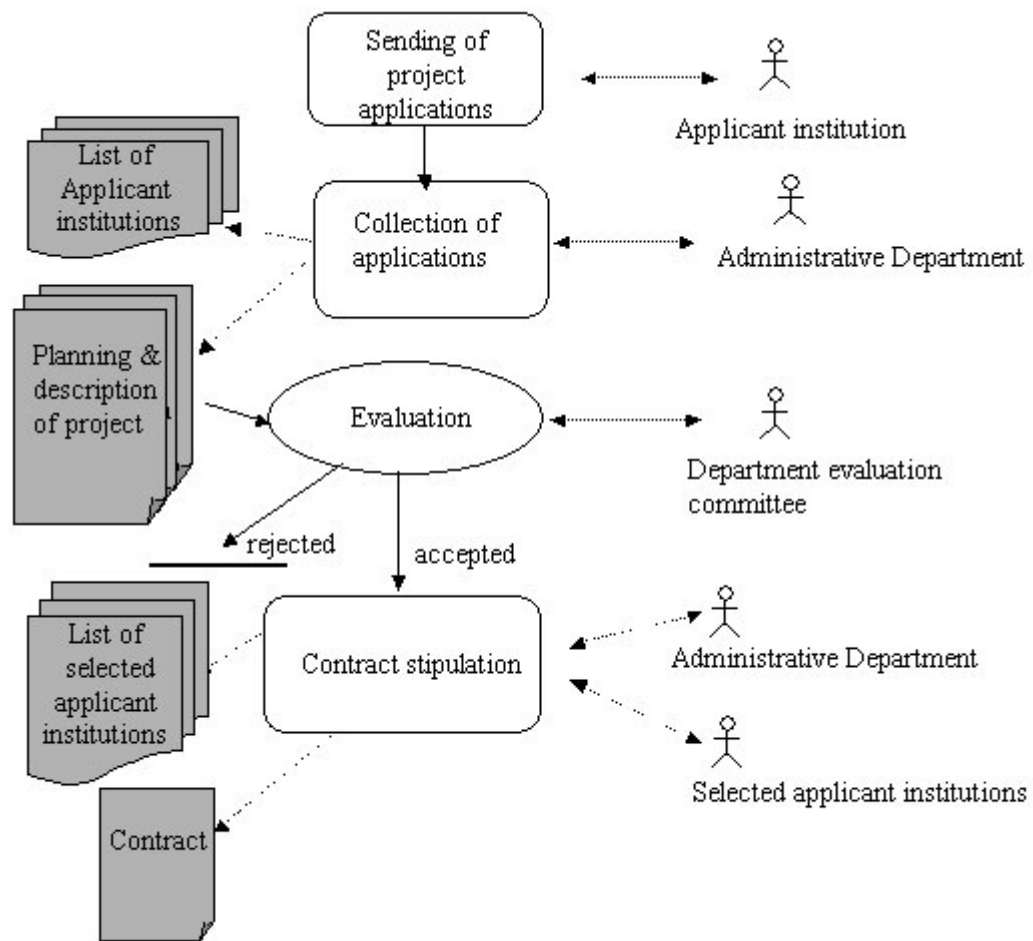 Sending of
project
applications
Applicant institution
List of
Applicant
institutions
Collection of
applications
Administrative Department
Planning &
description
of project
Evaluation
Department evaluation
committee
rejected
accepted
List of
selected
applicant
institutions
Contract stipulation
Administrative Department
Selected applicant institutions
Contract